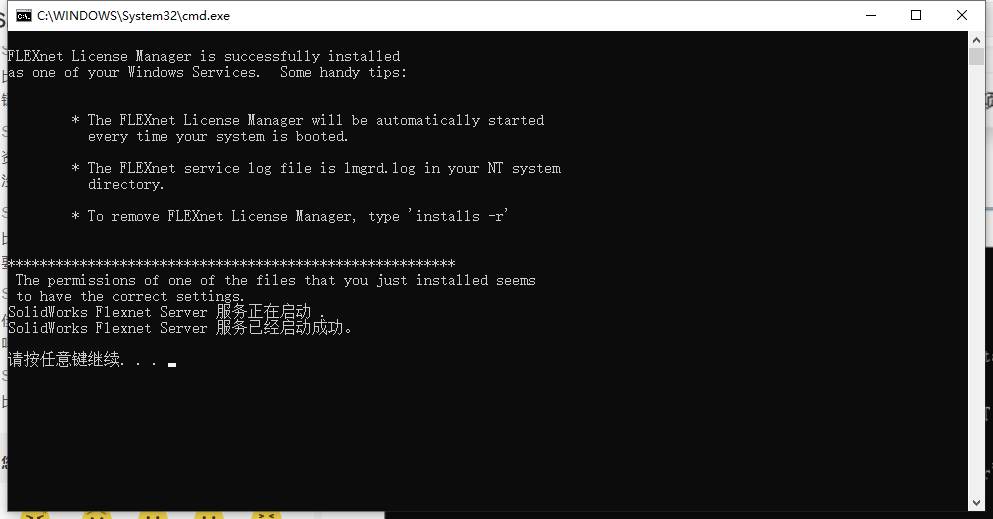 C:\WINDOWS\System32\cmd.exe
FLEXnet License Manager is successfully installed
as one of your Windows Services.  Some handy tips:
* The FLEXnet License Manager will be automatically started
every time your system is booted.
* The FLEXnet service log file is lmgrd.log in your NT system
directory.
* To remove FLEXnet License Manager, type 'installs -r'
********************************************************
The permissions of one of the files that you just installed seems
to have the correct settings.
SolidWorks Flexnet Server 服务正在启动 .
SolidWorks Flexnet Server 服务已经启动成功。
请按任意键继续. . .